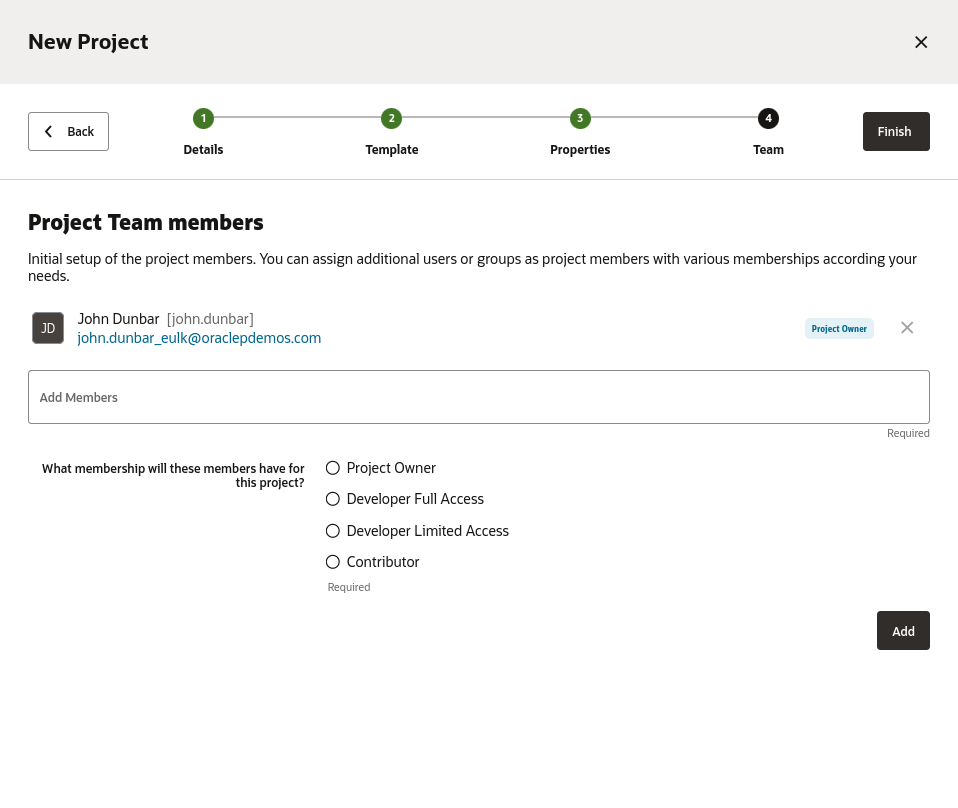 New Project
Back
1
2
3
4
Details
Template
Properties
Team
Finish
Project Team members
Initial setup of the project members. You can assign additional users or groups as project members with various memberships according your
needs.
JD
John Dunbar [john.dunbar]
john.dunbar_eulk@oraclepdemos.com
Project Owner
Add Members
Required
What membership will these members have for
this project?
Project Owner
Developer Full Access
Developer Limited Access
Contributor
Required
Add